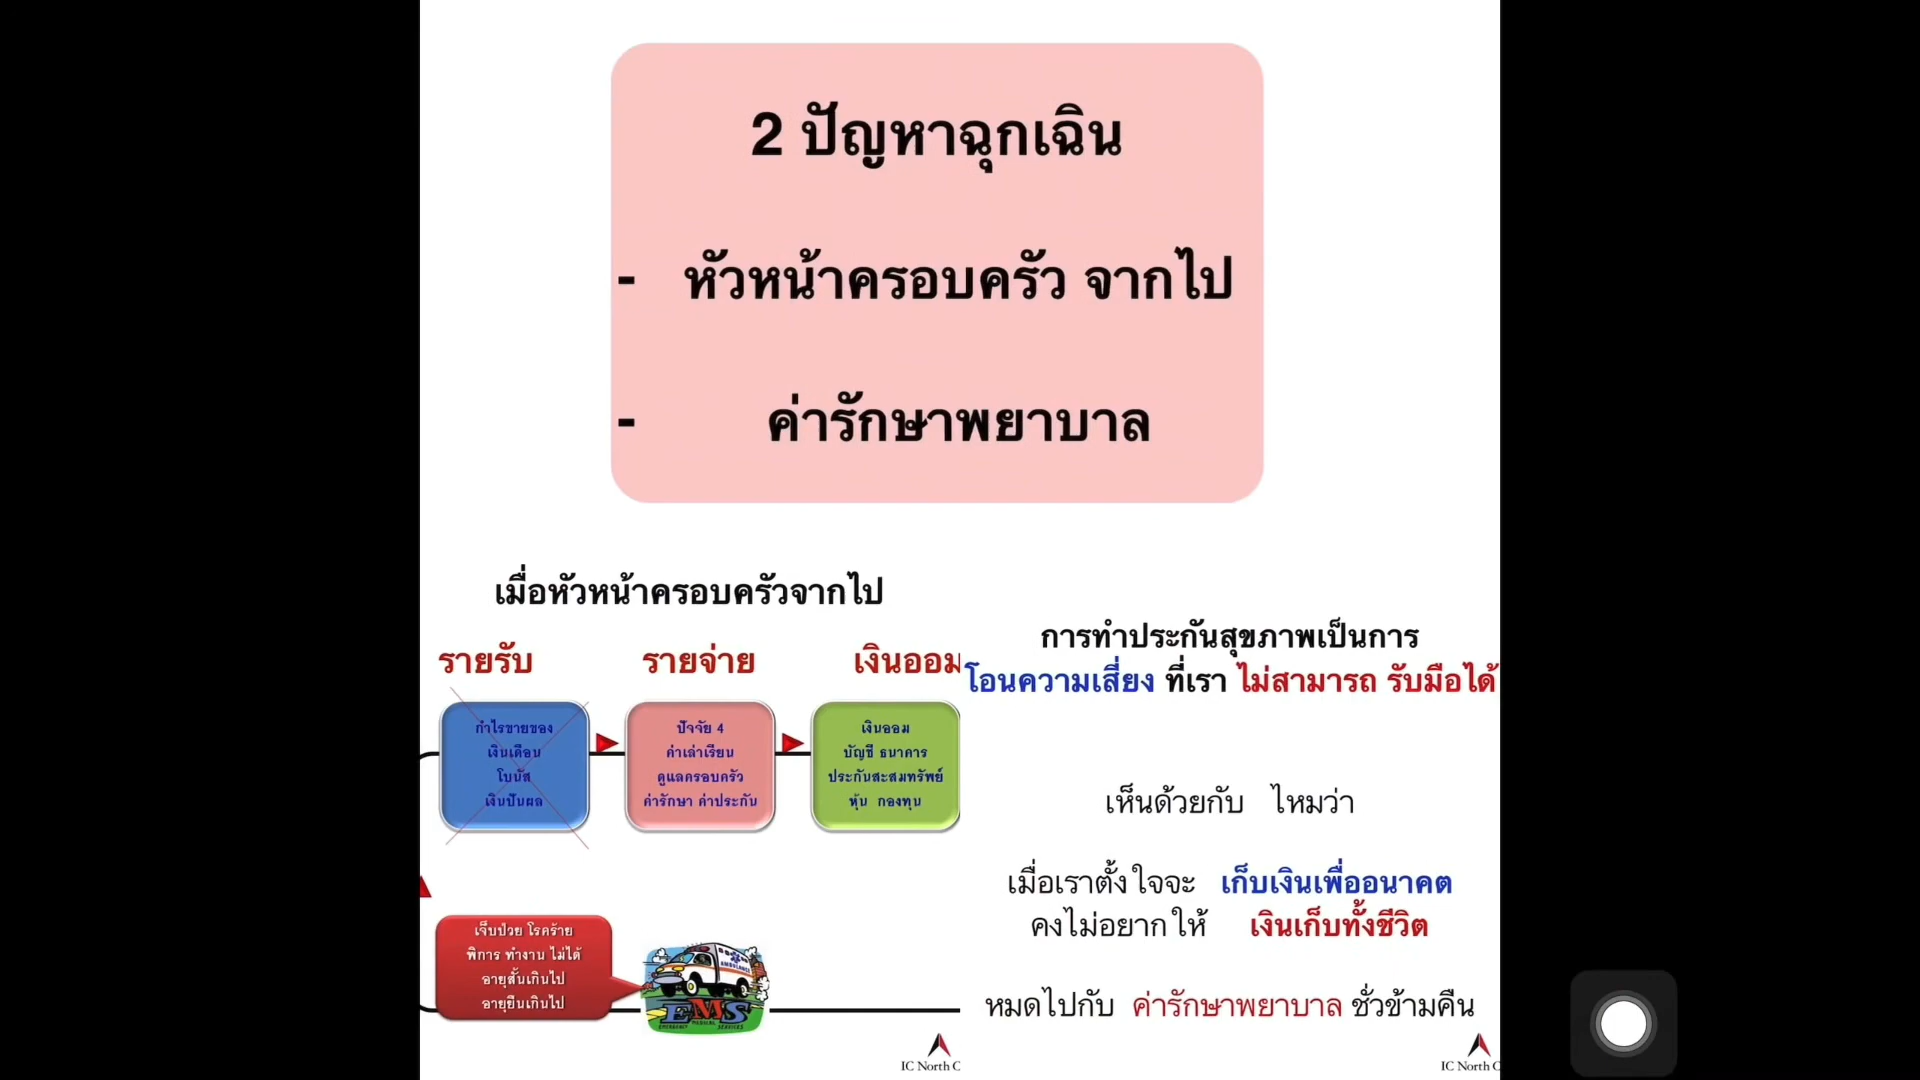 2 ปัญหาฉุกเฉิน
- หัวหน้าครอบครัว จากไป
- ค่ารักษาพยาบาล
เมื่อหัวหน้าครอบครัวจากไป
รายรับ
รายจ่าย
เงินออม
กำไรขายของ
เงินเดือน
โบนัส
เงินปันผล
ปัจจัย 4
ค่าเล่าเรียน
ดูแลครอบครัว
ค่ารักษา ค่าประกัน
เงินออม
บัญชี ธนาคาร
ประกันสะสมทรัพย์
หุ้น กองทุน
เจ็บป่วย โรคร้าย
พิการ ทำงาน ไม่ได้
อายุสั้นเกินไป
อายุยืนเกินไป
AMBULANCE
EMS
EMERGENCY MEDICAL SERVICES
IC North C
การทำประกันสุขภาพเป็นการ
โอนความเสี่ยง ที่เรา ไม่สามารถ รับมือได้
เห็นด้วยกับ ไหมว่า
เมื่อเราตั้งใจจะ เก็บเงินเพื่ออนาคต
คงไม่อยากให้ เงินเก็บทั้งชีวิต
หมดไปกับ ค่ารักษาพยาบาล ชั่วข้ามคืน
IC North C